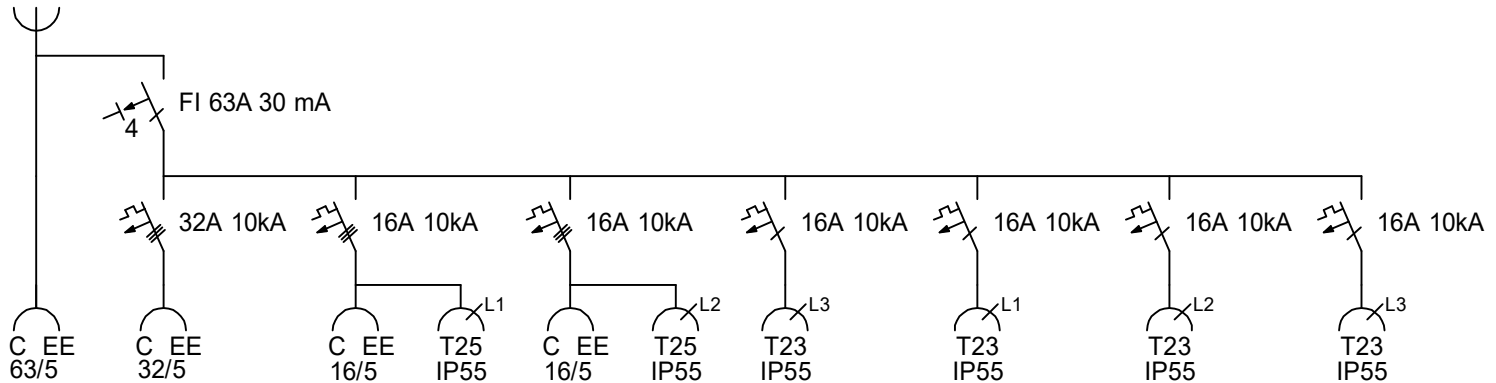 FI 63A 30 mA
4
32A 10kA
16A 10kA
16A 10kA
16A 10kA
16A 10kA
16A 10kA
16A 10kA
L1
L2
L3
L1
L2
L3
C EE
63/5
C EE
32/5
C EE
16/5
T25
IP55
C EE
16/5
T25
IP55
T23
IP55
T23
IP55
T23
IP55
T23
IP55